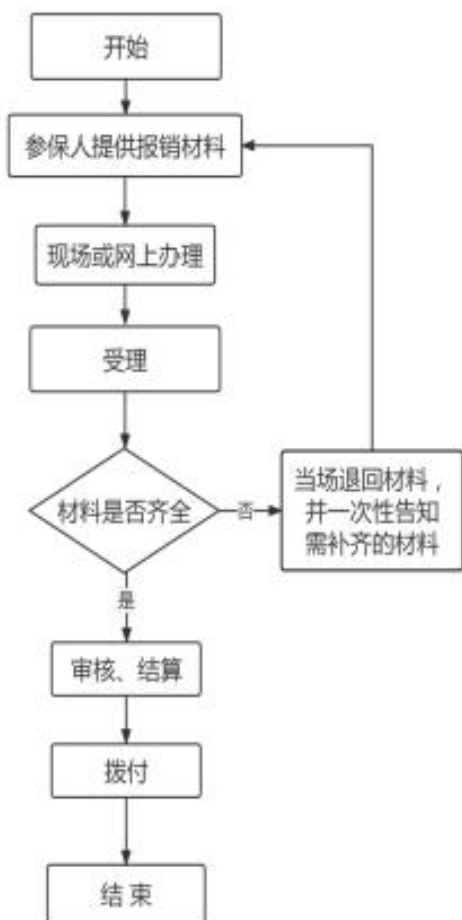 开始
参保人提供报销材料
现场或网上办理
受理
材料是否齐全
否
当场退回材料，
并一次性告知
需补齐的材料
是
审核、结算
拨付
结 束